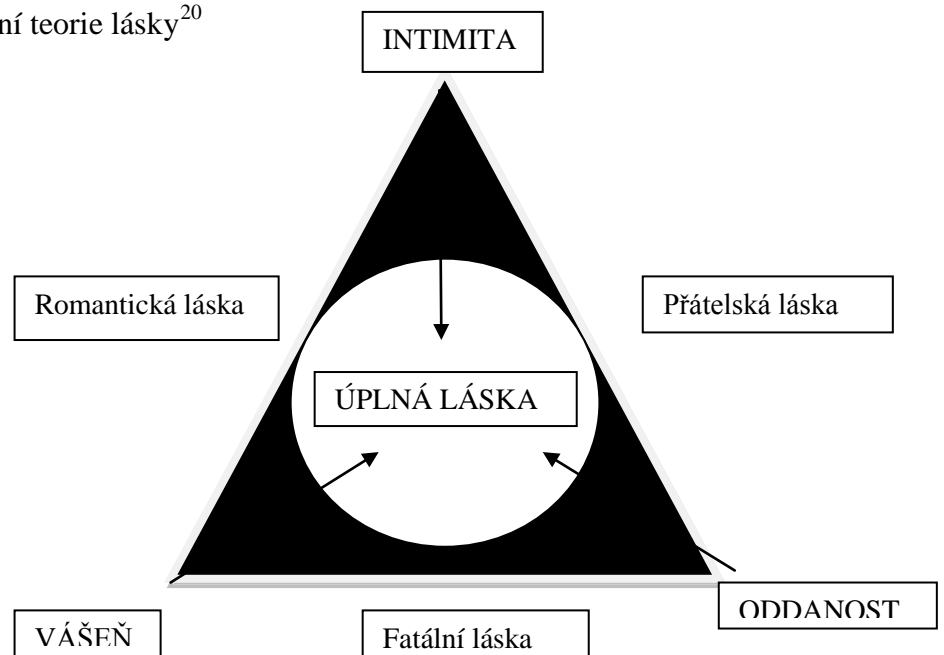 ní teorie lásky20
INTIMITA
Romantická láska
Přátelská láska
ÚPLNÁ LÁSKA
ODDANOST
VÁŠEŇ
Fatální láska